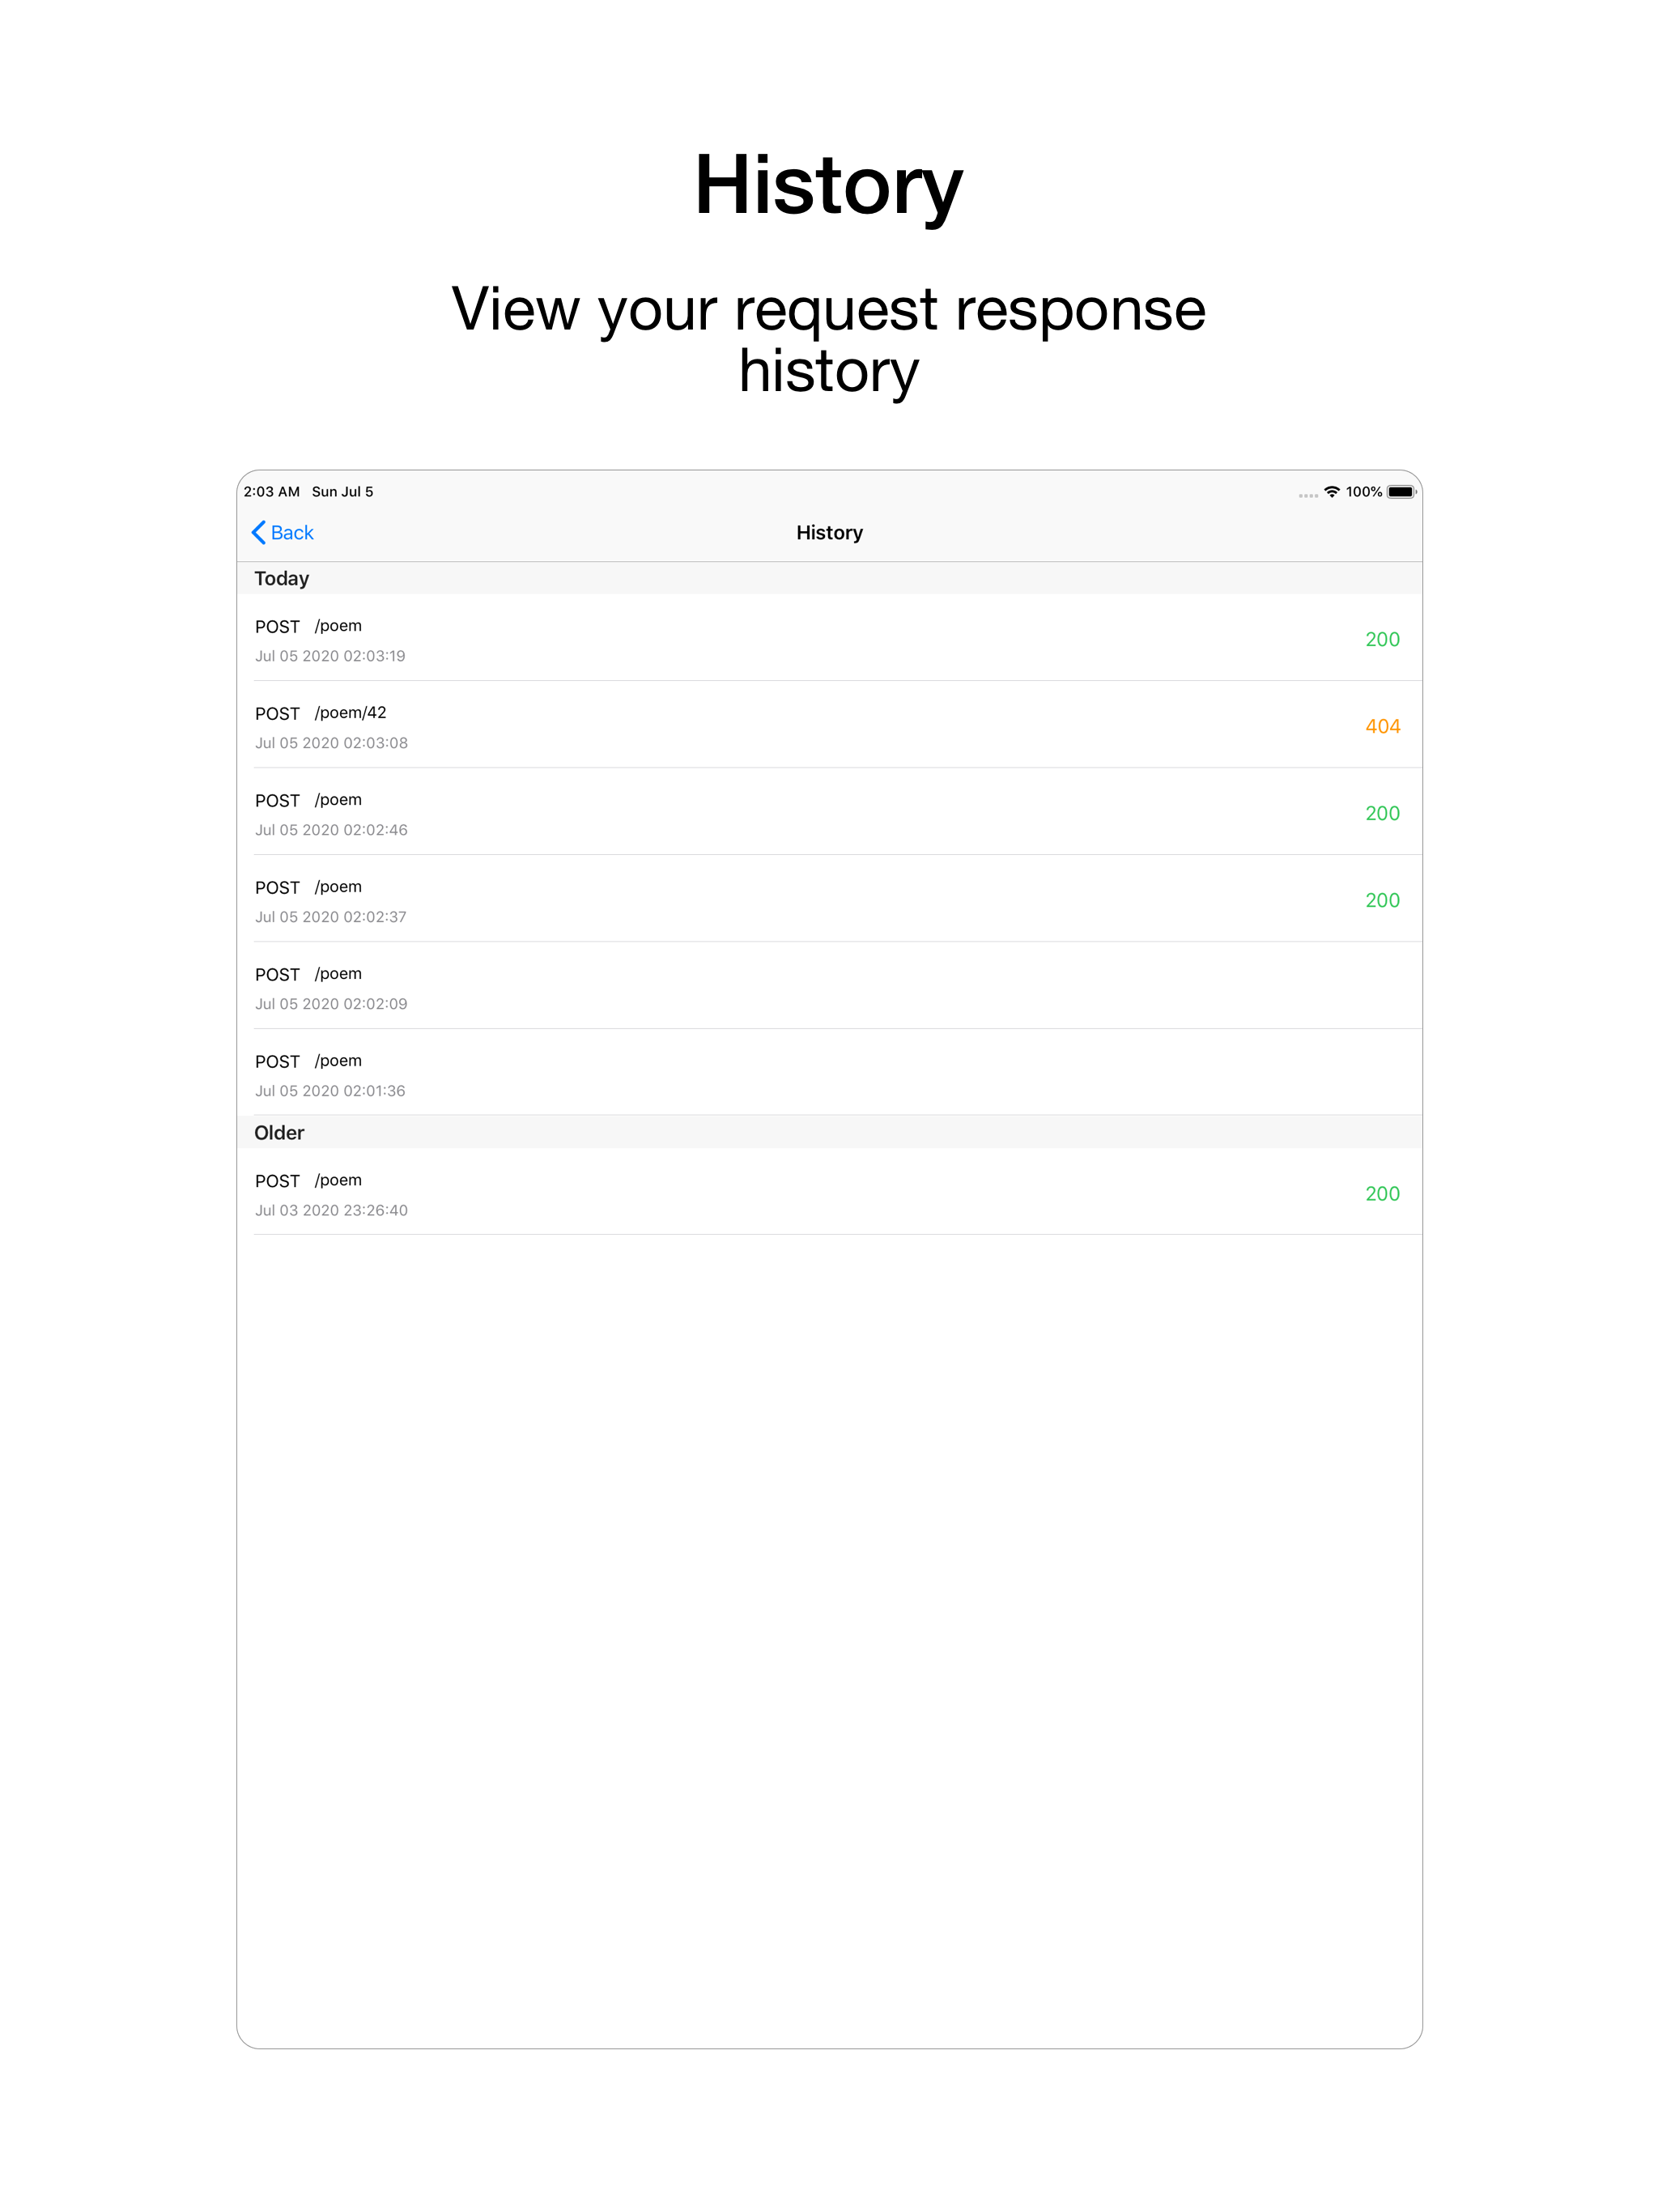 History
View your request response
history
2:03 AM Sun Jul 5 100%
Back History
Today
POST /poem
200
Jul 05 2020 02:03:19
POST /poem/42
404
Jul 05 2020 02:03:08
POST /poem
200
Jul 05 2020 02:02:46
POST /poem
200
Jul 05 2020 02:02:37
POST /poem
Jul 05 2020 02:02:09
POST /poem
Jul 05 2020 02:01:36
Older
POST /poem
200
Jul 03 2020 23:26:40